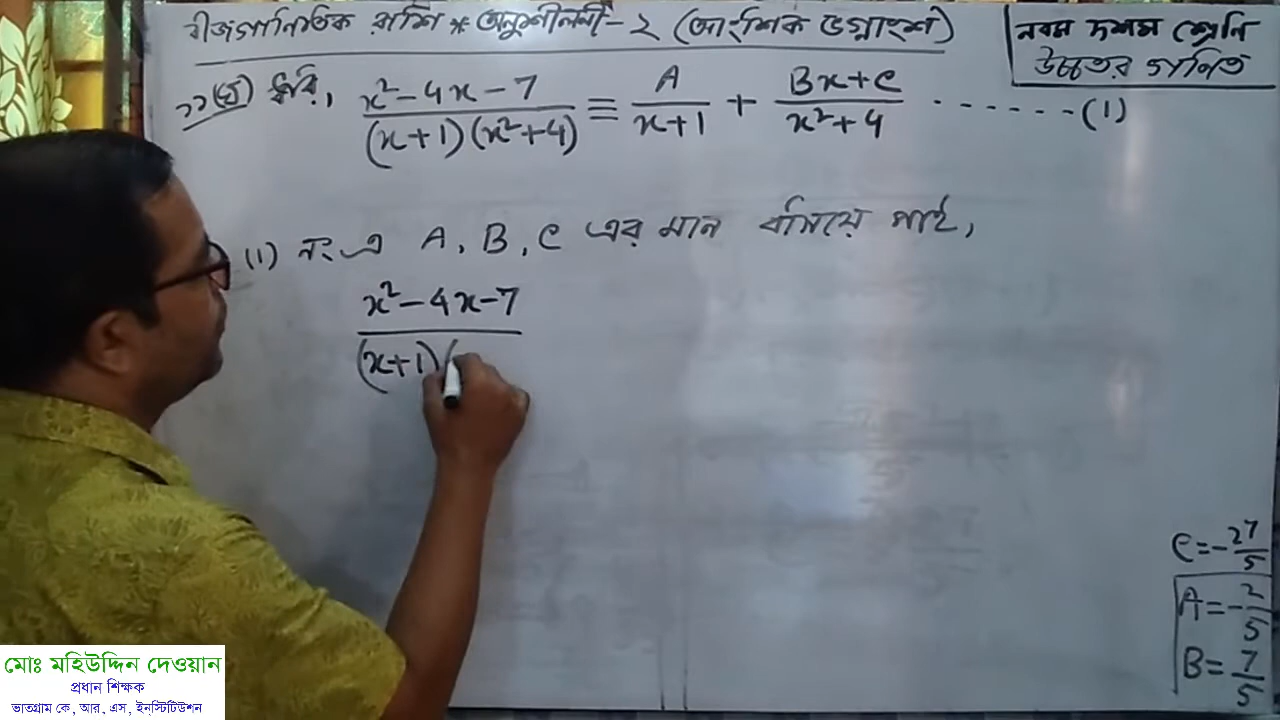 বীজগাণিতিক রাশি * অনুশীলনী-২ (আংশিক ভগ্নাংশ)
নবম দশম শ্রেণি
উচ্চতর গণিত
ধরি, x² - 4x - 7 / (x+1)(x²+4) ≡ A / x+1 + Bx+C / x²+4 ......(1)
(1) নং এ A, B, C এর মান বসিয়ে পাই,
x² - 4x - 7
(x+1)(
C = - 27/5
A = - 2/5
B = 7/5
মোঃ মহিউদ্দিন দেওয়ান
প্রধান শিক্ষক
ভাতগ্রাম কে, আর, এস, ইনস্টিটিউশন